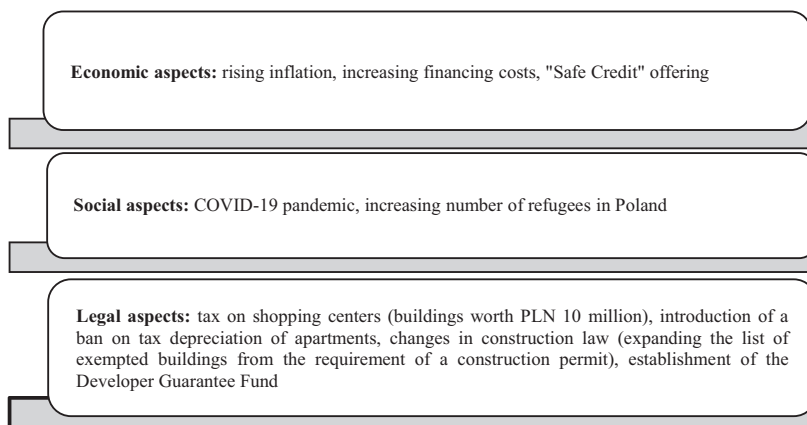 Economic aspects: rising inflation, increasing financing costs, "Safe Credit" offering
Social aspects: COVID-19 pandemic, increasing number of refugees in Poland
Legal aspects: tax on shopping centers (buildings worth PLN 10 million), introduction of a
ban on tax depreciation of apartments, changes in construction law (expanding the list of
exempted buildings from the requirement of a construction permit), establishment of the
Developer Guarantee Fund